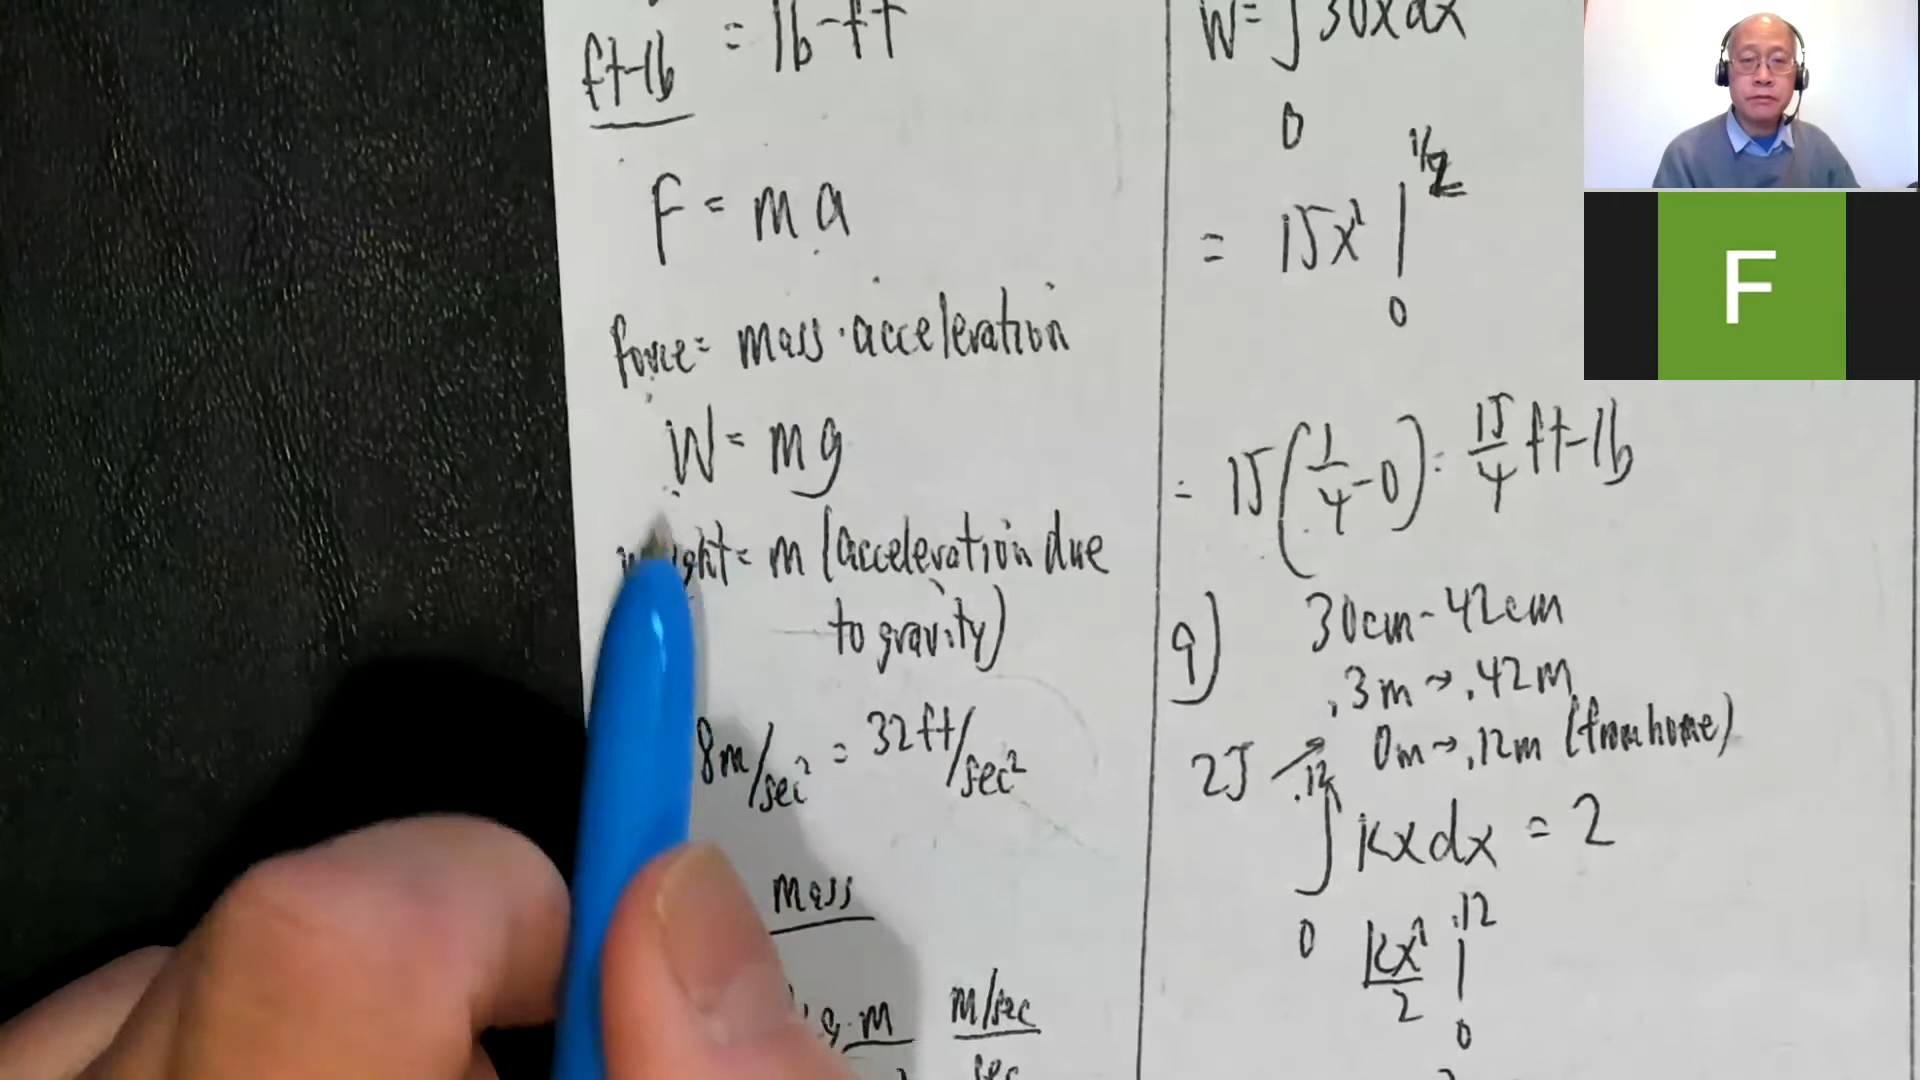 ft-lb = lb-ft
F = ma
force = mass · acceleration
W = mg
= m (acceleration due
to gravity)
8m/sec² = 32ft/sec²
mass
m m/sec
sec
W = ∫ 30x dx
0
= 15x² | 1/2
0
= 15(1/4 - 0) = 15/4 ft-lb
9) 30cm - 42cm
.3m → .42m
2J → 0m → .12m (from home)
.12
∫ kx dx = 2
0
kx²/2 | .12
0
F